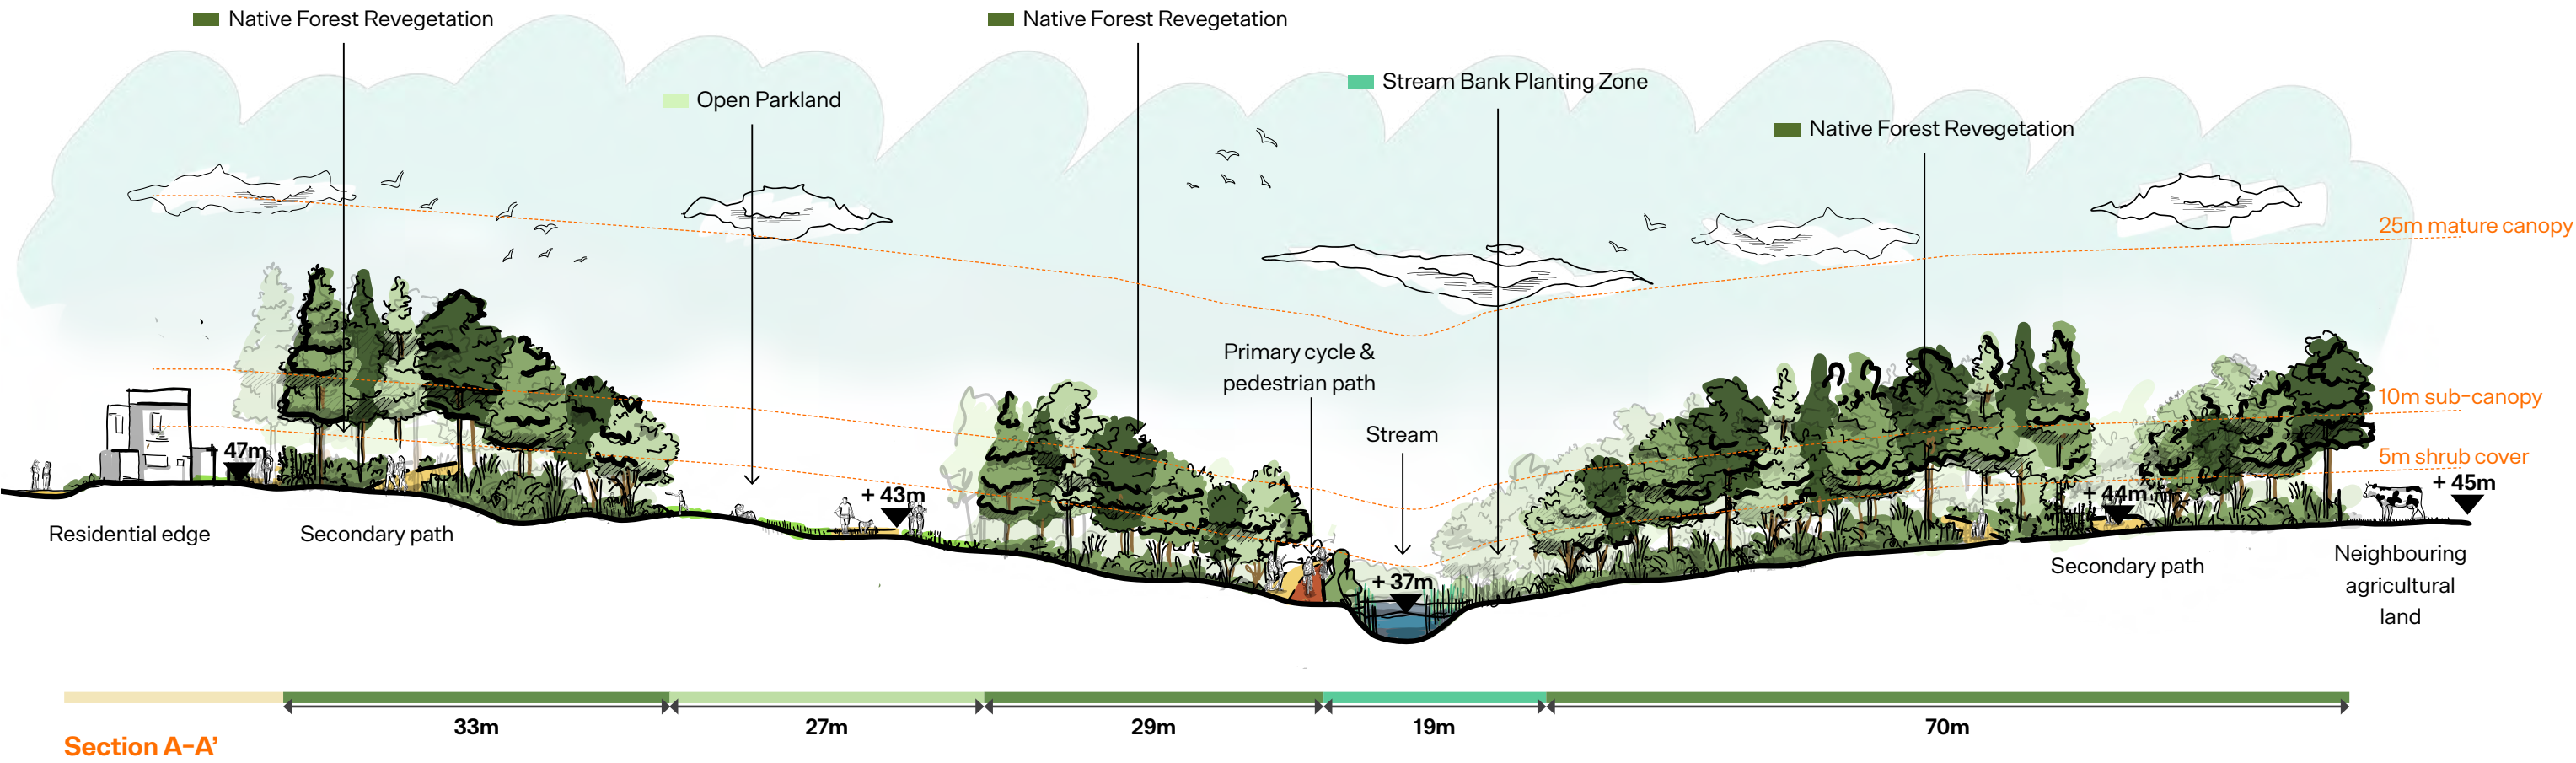 Native Forest Revegetation
Native Forest Revegetation
Stream Bank Planting Zone
Open Parkland
Native Forest Revegetation
25m mature canopy
Primary cycle &
pedestrian path
10m sub-canopy
Stream
5m shrub cover
+ 47m
+ 43m
+ 44m
+ 45m
Residential edge
Secondary path
+ 37m
Secondary path
Neighbouring
agricultural
land
33m
27m
29m
19m
70m
Section A-A’